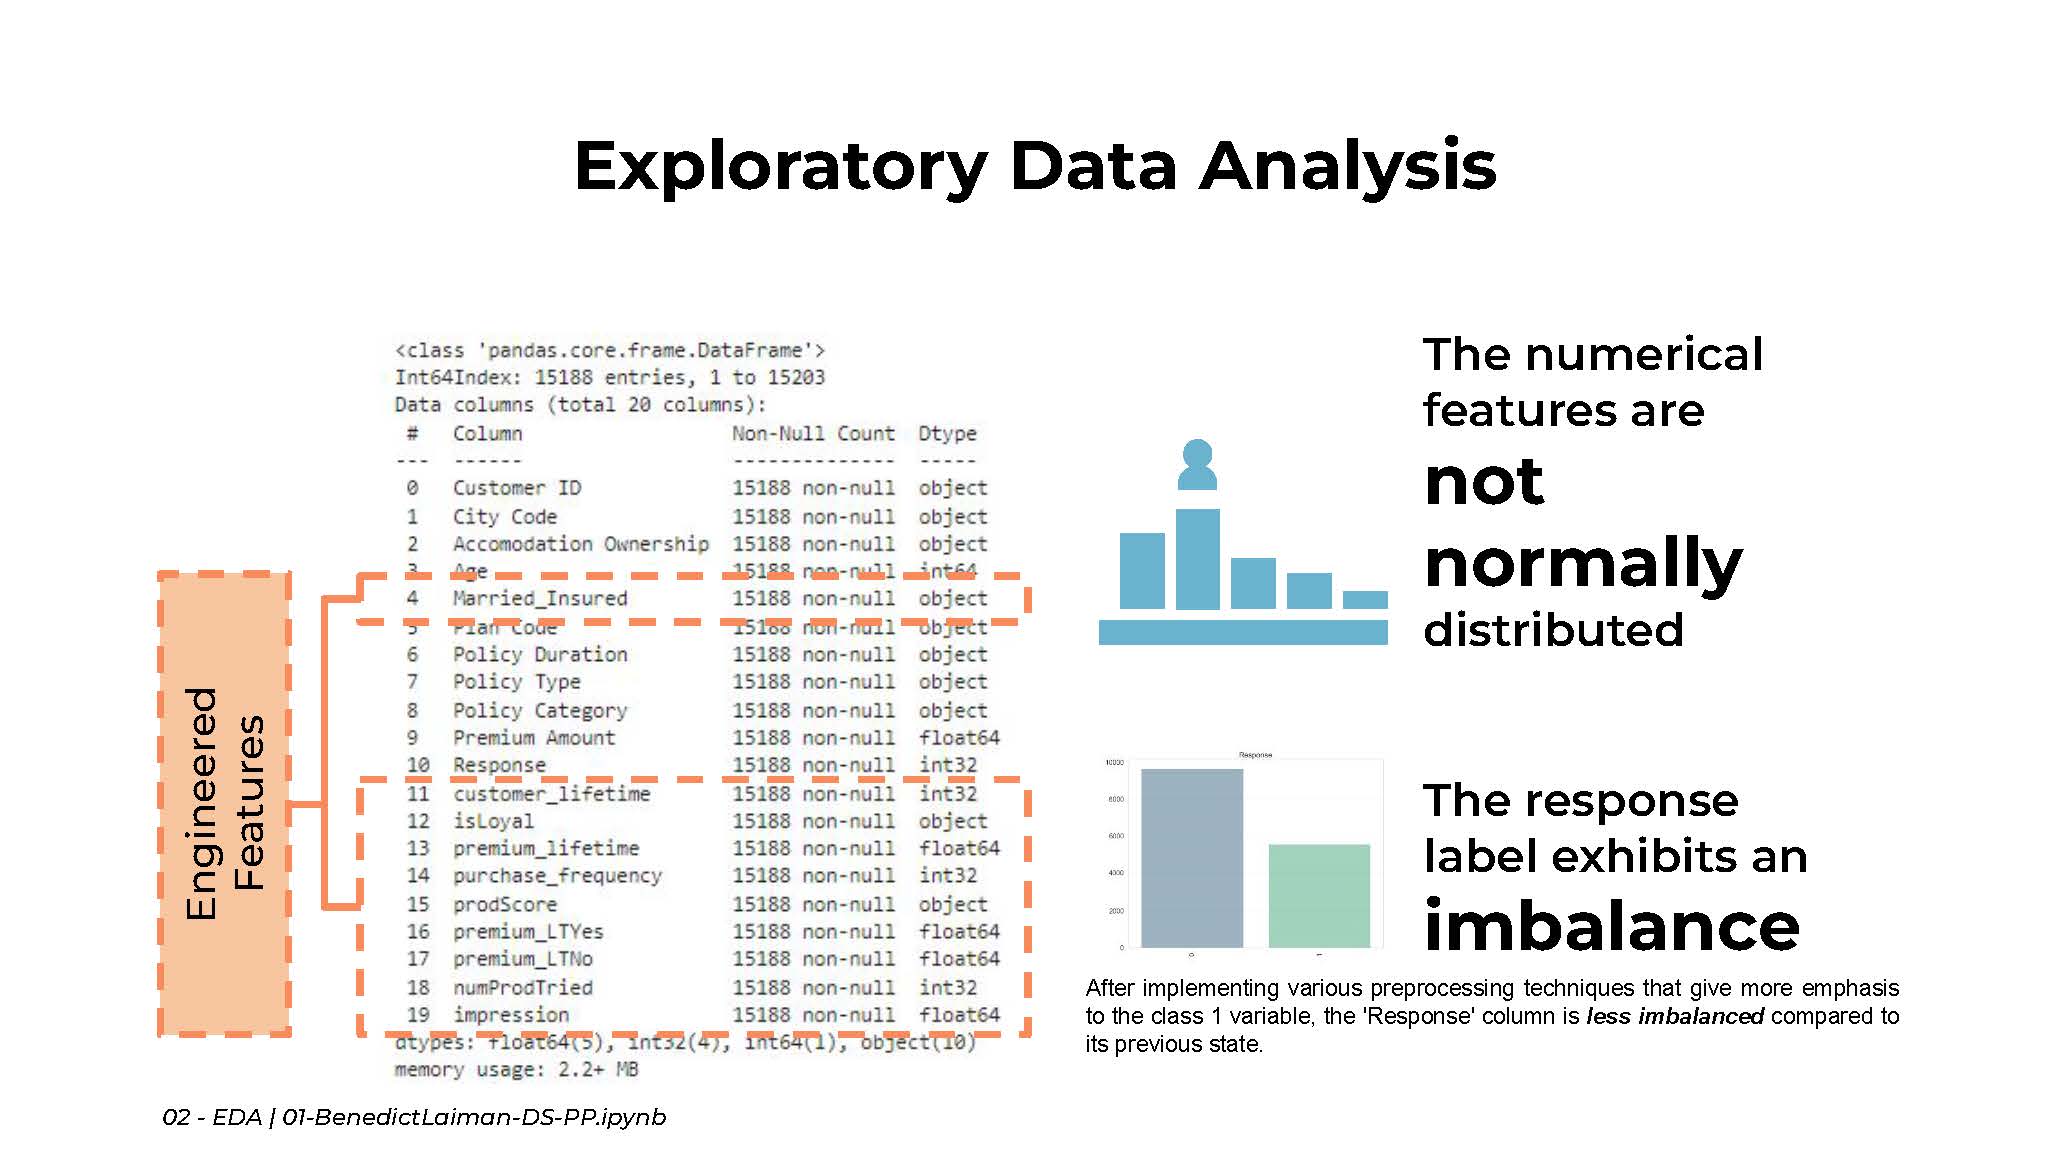 Exploratory Data Analysis
<class 'pandas.core.frame.DataFrame'>
Int64Index: 15188 entries, 1 to 15203
Data columns (total 20 columns):
# Column Non-Null Count Dtype
--- ------ -------------- -----
0 Customer ID 15188 non-null object
1 City Code 15188 non-null object
2 Accomodation Ownership 15188 non-null object
3 Age 15188 non-null int64
4 Married_Insured 15188 non-null object
5 Plan Code 15188 non-null object
6 Policy Duration 15188 non-null object
7 Policy Type 15188 non-null object
8 Policy Category 15188 non-null object
9 Premium Amount 15188 non-null float64
10 Response 15188 non-null int32
11 customer_lifetime 15188 non-null int32
12 isLoyal 15188 non-null object
13 premium_lifetime 15188 non-null float64
14 purchase_frequency 15188 non-null int32
15 prodScore 15188 non-null object
16 premium_LTYes 15188 non-null float64
17 premium_LTNo 15188 non-null float64
18 numProdTried 15188 non-null int32
19 impression 15188 non-null float64
dtypes: float64(5), int32(4), int64(1), object(10)
memory usage: 2.2+ MB
Engineered
Features
The numerical
features are
not
normally
distributed
Response
10000
8000
6000
4000
2000
0
0
1
The response
label exhibits an
imbalance
After implementing various preprocessing techniques that give more emphasis
to the class 1 variable, the 'Response' column is less imbalanced compared to
its previous state.
02 - EDA | 01-BenedictLaiman-DS-PP.ipynb